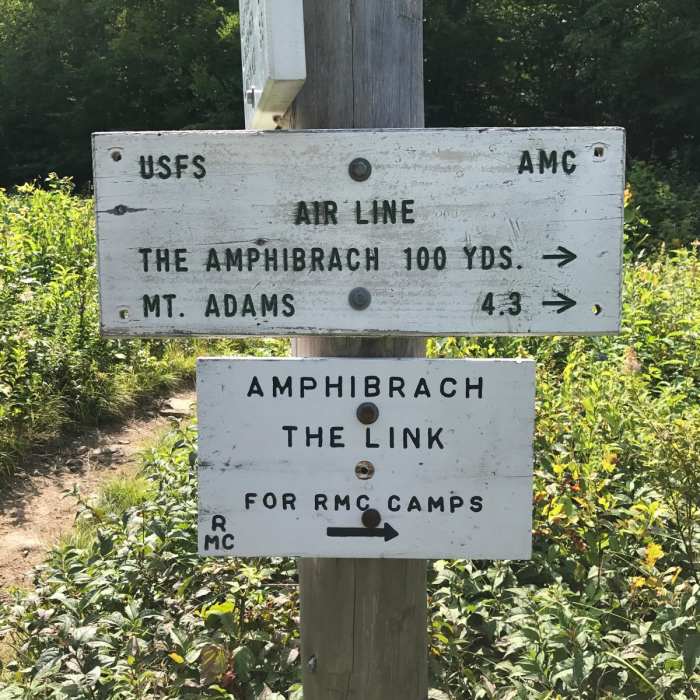 USFS AMC
AIR LINE
THE AMPHIBRACH 100 YDS. →
MT. ADAMS 4.3 →
AMPHIBRACH
THE LINK
FOR RMC CAMPS
R
MC
→